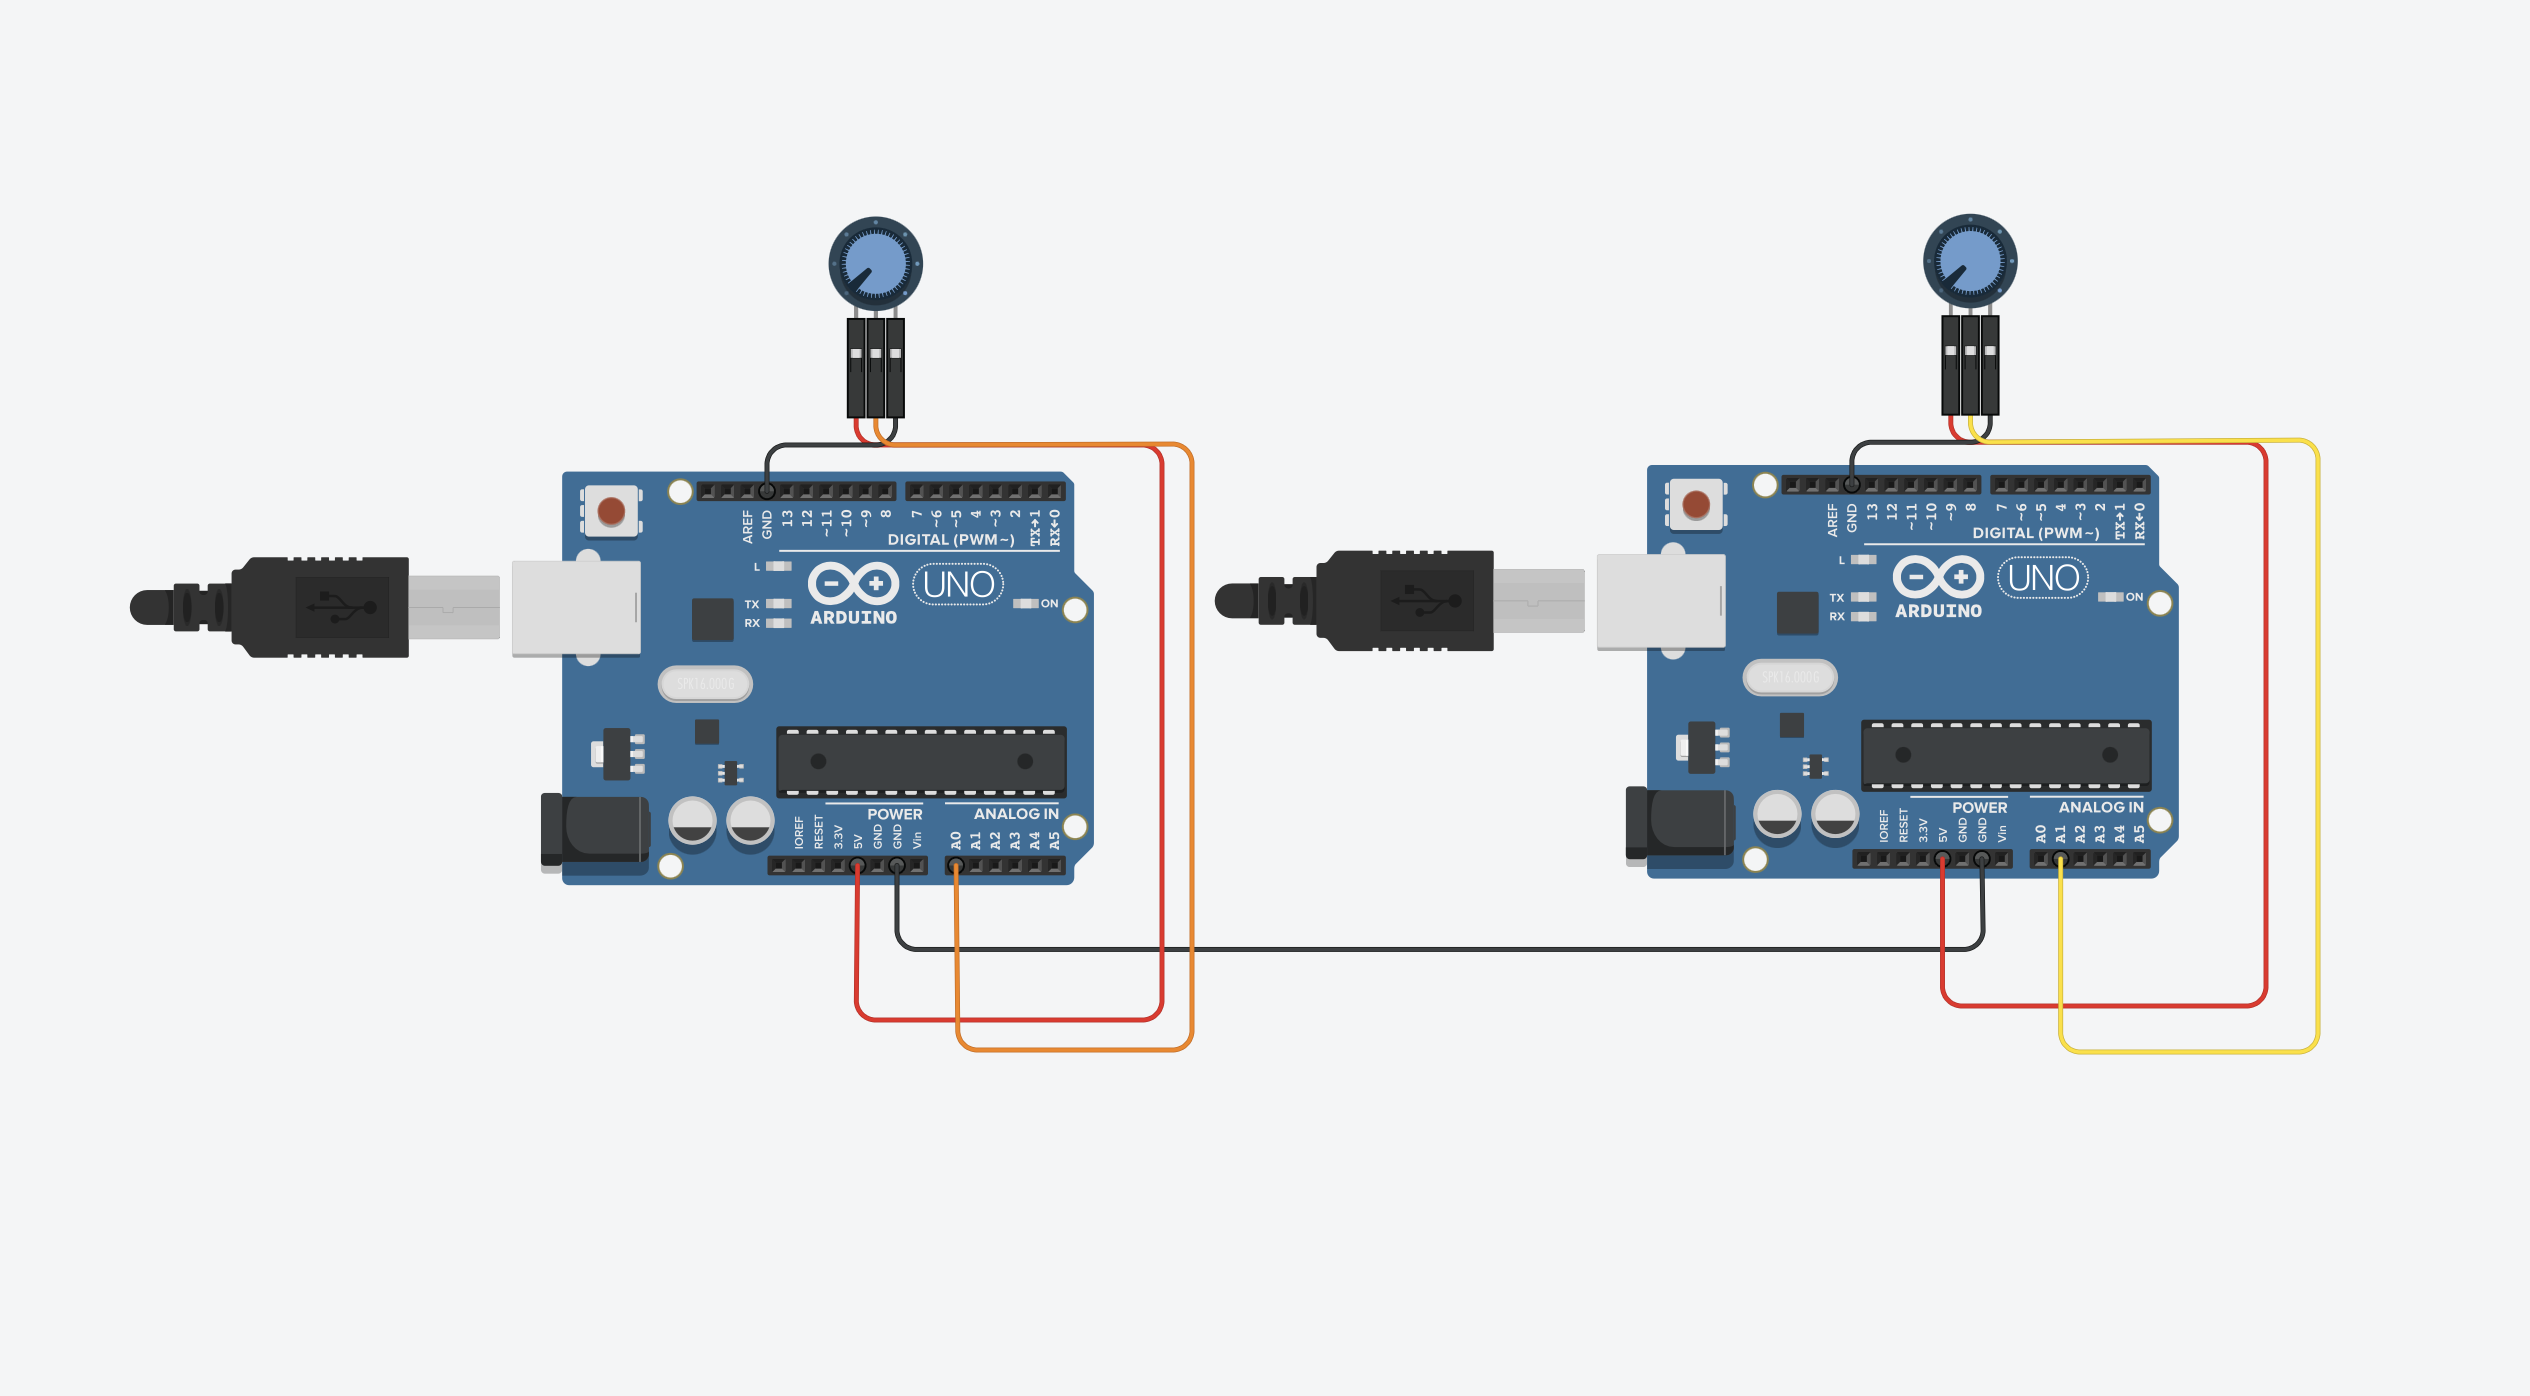 AREF
GND
13
12
~11
~10
~9
8
7
~6
~5
4
~3
2
TX→1
RX←0
DIGITAL (PWM~)
L
TX
RX
ARDUINO
UNO
ON
SPK16.000G
POWER
ANALOG IN
IOREF
RESET
3.3V
5V
GND
GND
Vin
A0
A1
A2
A3
A4
A5
AREF
GND
13
12
~11
~10
~9
8
7
~6
~5
4
~3
2
TX→1
RX←0
DIGITAL (PWM~)
L
TX
RX
ARDUINO
UNO
ON
SPK16.000G
POWER
ANALOG IN
IOREF
RESET
3.3V
5V
GND
GND
Vin
A0
A1
A2
A3
A4
A5